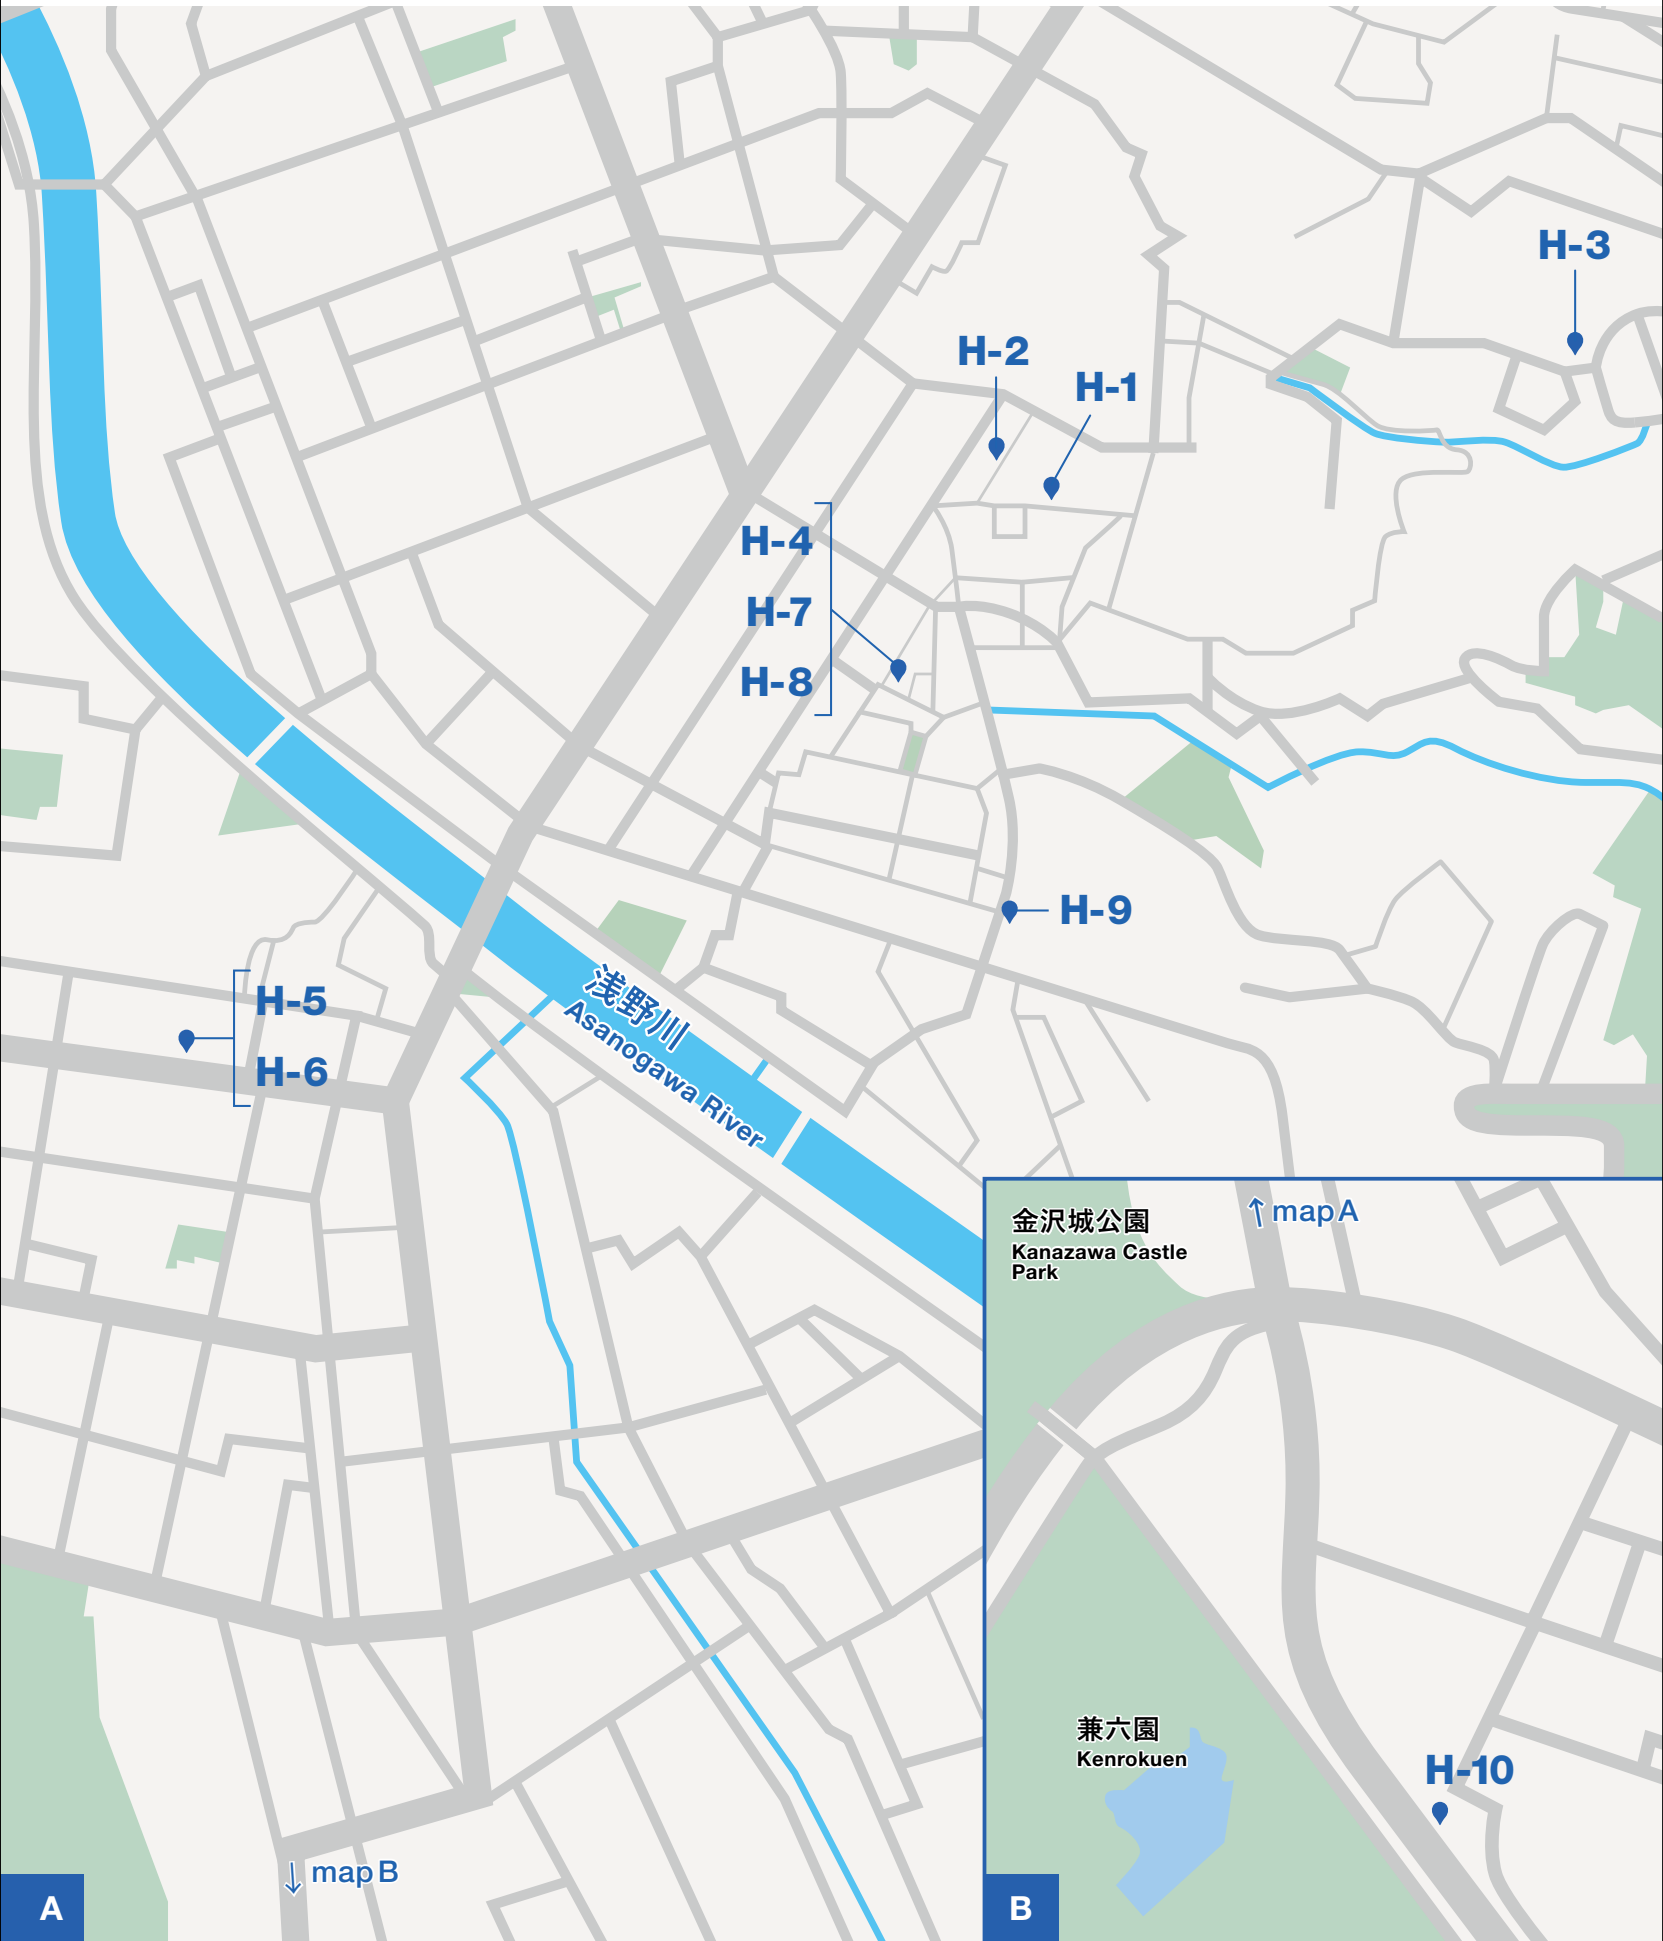 H-3
H-2
H-1
H-4
H-7
H-8
H-9
浅野川
Asanogawa River
H-5
H-6
金沢城公園
Kanazawa Castle
Park
↑ map A
兼六園
Kenrokuen
H-10
↓ map B
A
B